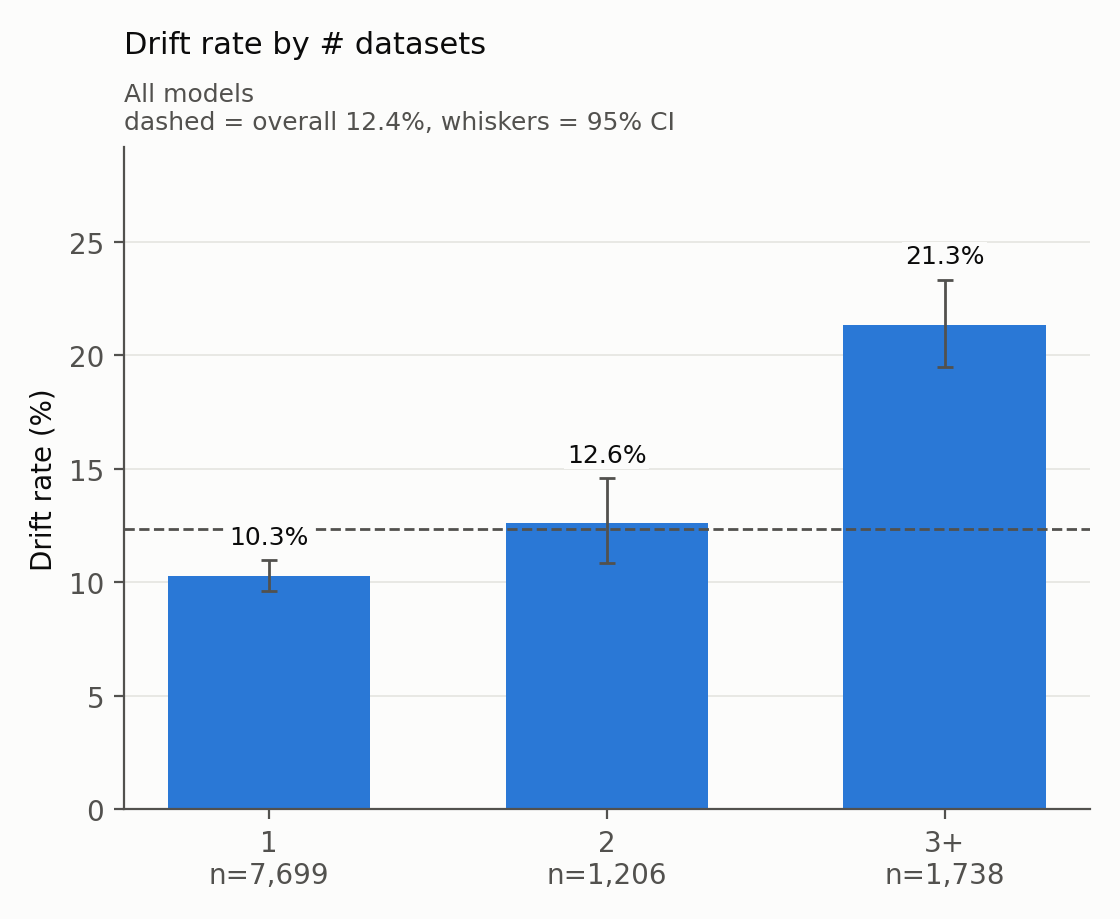 Drift rate by # datasets
All models
dashed = overall 12.4%, whiskers = 95% CI
Drift rate (%)
25
20
15
10
5
0
10.3%
12.6%
21.3%
1
n=7,699
2
n=1,206
3+
n=1,738